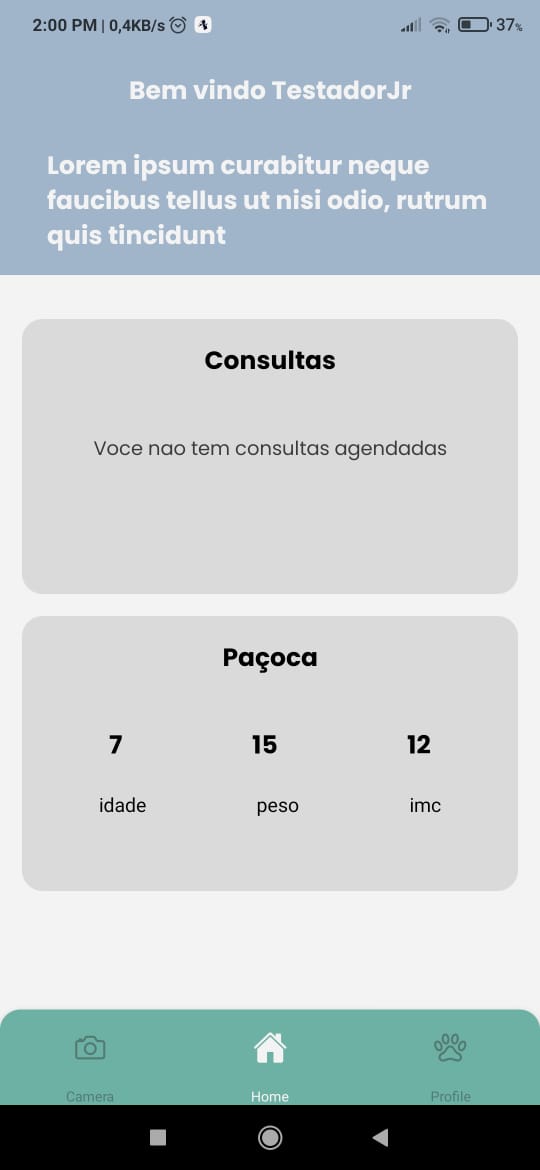 2:00 PM | 0,4KB/s
37%
Bem vindo TestadorJr
Lorem ipsum curabitur neque
faucibus tellus ut nisi odio, rutrum
quis tincidunt
Consultas
Voce nao tem consultas agendadas
Paçoca
7 15 12
idade peso imc
Camera Home Profile